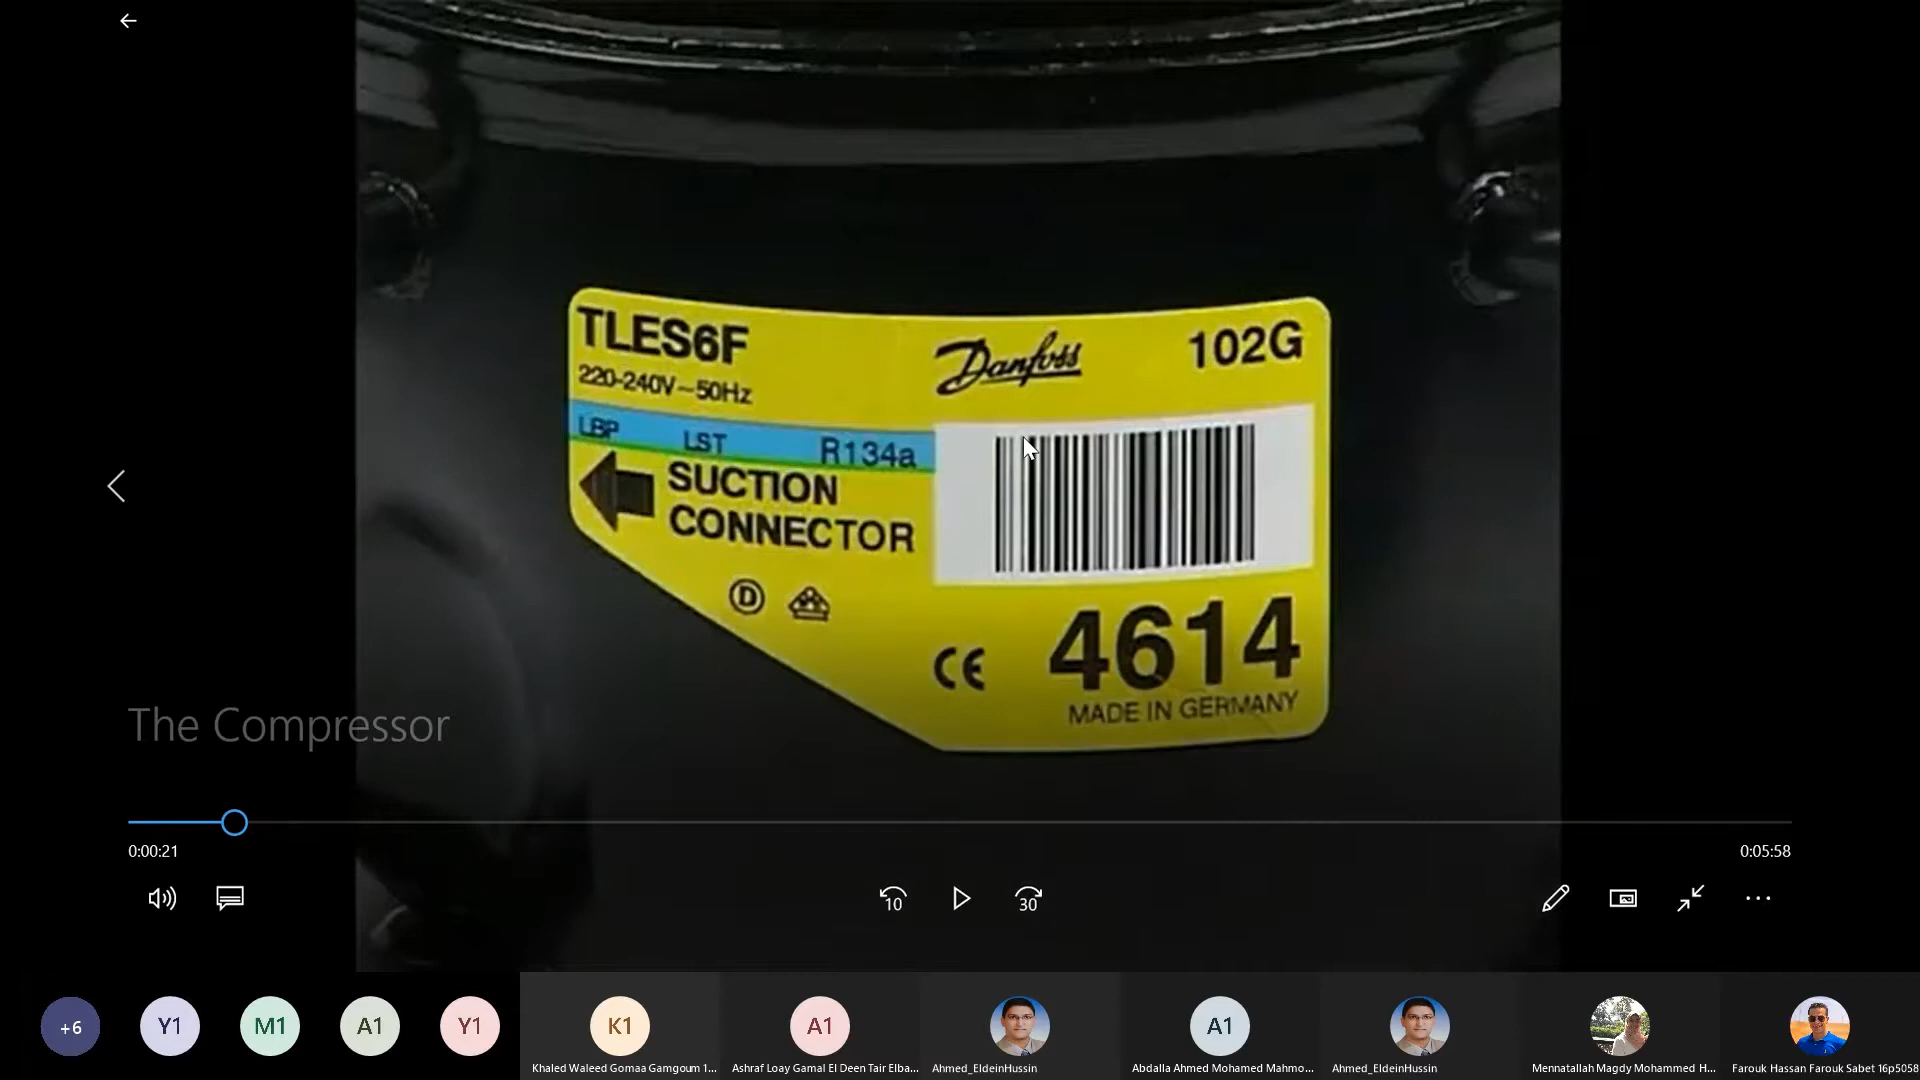 TLES6F
220-240V~50Hz
Danfoss
102G
LBP LST R134a
SUCTION
CONNECTOR
D
CE
4614
MADE IN GERMANY
The Compressor
0:00:21
0:05:58
10
30
+6
Y1
M1
A1
Y1
K1
A1
A1
Khaled Waleed Gomaa Gamgoum 1...
Ashraf Loay Gamal El Deen Tair Elba...
Ahmed_EldeinHussin
Abdalla Ahmed Mohamed Mahmo...
Ahmed_EldeinHussin
Mennatallah Magdy Mohammed H...
Farouk Hassan Farouk Sabet 16p5058